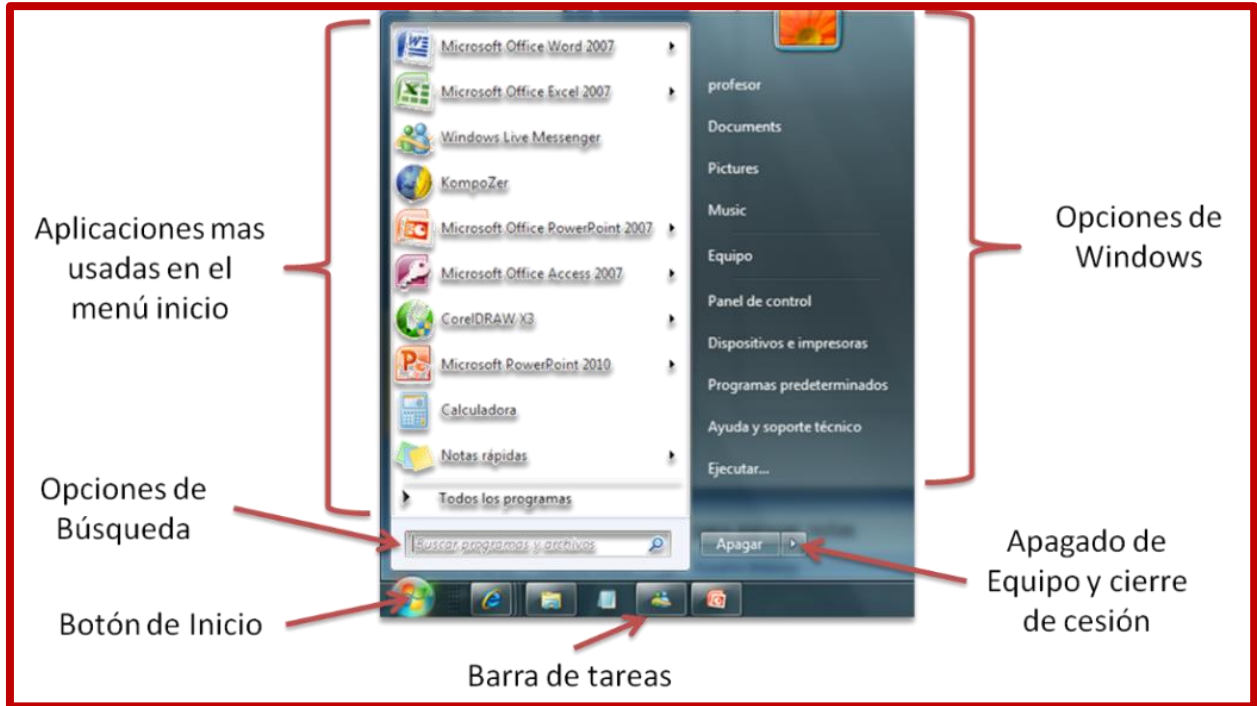 Aplicaciones mas
usadas en el
menú inicio
Opciones de
Búsqueda
Botón de Inicio
Microsoft Office Word 2007
Microsoft Office Excel 2007
Windows Live Messenger
KompoZer
Microsoft Office PowerPoint 2007
Microsoft Office Access 2007
CorelDRAW X3
Microsoft PowerPoint 2010
Calculadora
Notas rápidas
Todos los programas
Buscar programas y archivos
profesor
Documents
Pictures
Music
Equipo
Panel de control
Dispositivos e impresoras
Programas predeterminados
Ayuda y soporte técnico
Ejecutar...
Apagar
Opciones de
Windows
Apagado de
Equipo y cierre
de cesión
Barra de tareas